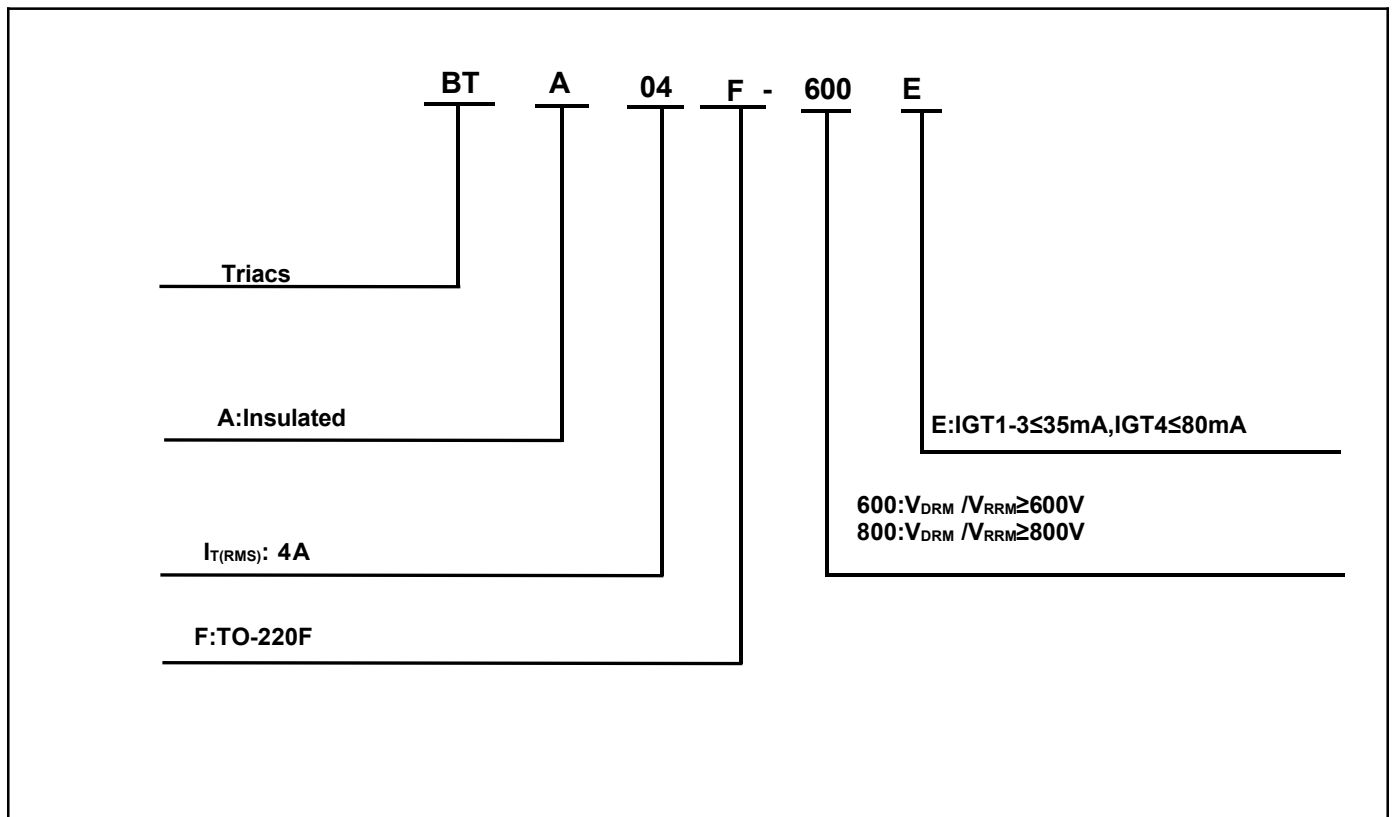 BT A 04 F - 600 E
Triacs
A:Insulated
E:IGT1-3≤35mA,IGT4≤80mA
600:VDRM /VRRM≥600V
800:VDRM /VRRM≥800V
IT(RMS): 4A
F:TO-220F